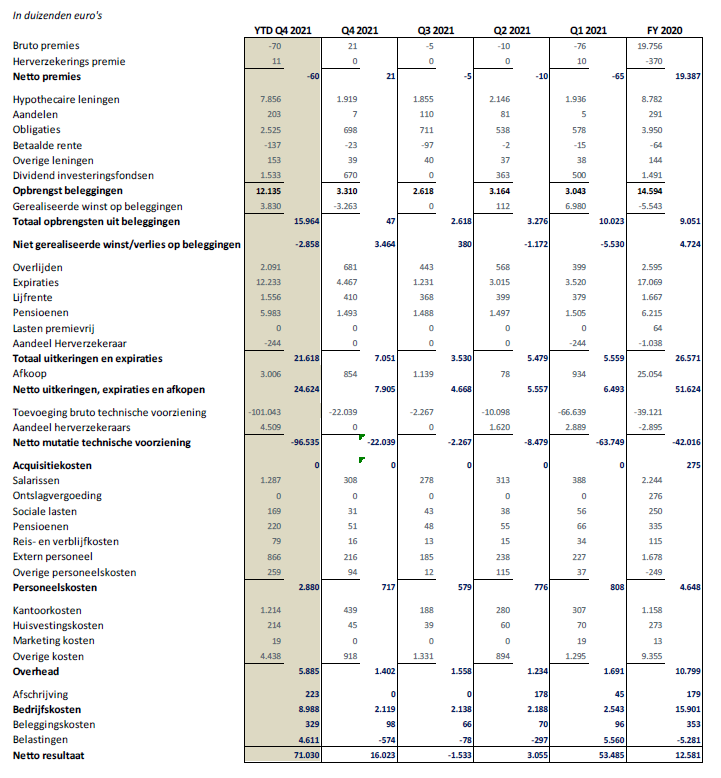 In duizenden euro's
YTD Q4 2021 Q4 2021 Q3 2021 Q2 2021 Q1 2021 FY 2020
Bruto premies -70 21 -5 -10 -76 19.756
Herverzekerings premie 11 0 0 0 10 -370
Netto premies -60 21 -5 -10 -65 19.387
Hypothecaire leningen 7.856 1.919 1.855 2.146 1.936 8.782
Aandelen 203 7 110 81 5 291
Obligaties 2.525 698 711 538 578 3.950
Betaalde rente -137 -23 -97 -2 -15 -64
Overige leningen 153 39 40 37 38 144
Dividend investeringsfondsen 1.533 670 0 363 500 1.491
Opbrengst beleggingen 12.135 3.310 2.618 3.164 3.043 14.594
Gerealiseerde winst op beleggingen 3.830 -3.263 0 112 6.980 -5.543
Totaal opbrengsten uit beleggingen 15.964 47 2.618 3.276 10.023 9.051
Niet gerealiseerde winst/verlies op beleggingen -2.858 3.464 380 -1.172 -5.530 4.724
Overlijden 2.091 681 443 568 399 2.595
Expiraties 12.233 4.467 1.231 3.015 3.520 17.069
Lijfrente 1.556 410 368 399 379 1.667
Pensioenen 5.983 1.493 1.488 1.497 1.505 6.215
Lasten premievrij 0 0 0 0 0 64
Aandeel Herverzekeraar -244 0 0 0 -244 -1.038
Totaal uitkeringen en expiraties 21.618 7.051 3.530 5.479 5.559 26.571
Afkoop 3.006 854 1.139 78 934 25.054
Netto uitkeringen, expiraties en afkopen 24.624 7.905 4.668 5.557 6.493 51.624
Toevoeging bruto technische voorziening -101.043 -22.039 -2.267 -10.098 -66.639 -39.121
Aandeel herverzekeraars 4.509 0 0 1.620 2.889 -2.895
Netto mutatie technische voorziening -96.535 -22.039 -2.267 -8.479 -63.749 -42.016
Acquisitiekosten 0 0 0 0 0 275
Salarissen 1.287 308 278 313 388 2.244
Ontslagvergoeding 0 0 0 0 0 276
Sociale lasten 169 31 43 38 56 250
Pensioenen 220 51 48 55 66 335
Reis- en verblijfkosten 79 16 13 15 34 115
Extern personeel 866 216 185 238 227 1.678
Overige personeelskosten 259 94 12 115 37 -249
Personeelskosten 2.880 717 579 776 808 4.648
Kantoorkosten 1.214 439 188 280 307 1.158
Huisvestingskosten 214 45 39 60 70 273
Marketing kosten 19 0 0 0 19 13
Overige kosten 4.438 918 1.331 894 1.295 9.355
Overhead 5.885 1.402 1.558 1.234 1.691 10.799
Afschrijving 223 0 0 178 45 179
Bedrijfskosten 8.988 2.119 2.138 2.188 2.543 15.901
Beleggingskosten 329 98 66 70 96 353
Belastingen 4.611 -574 -78 -297 5.560 -5.281
Netto resultaat 71.030 16.023 -1.533 3.055 53.485 12.581